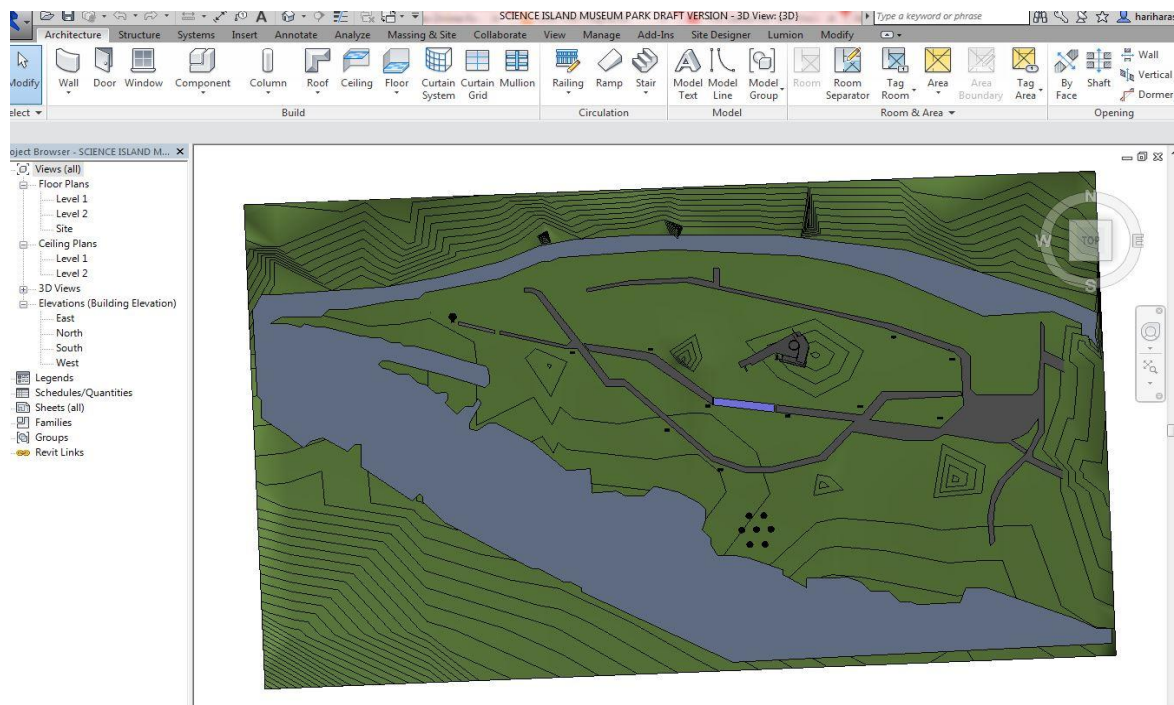 SCIENCE ISLAND MUSEUM PARK DRAFT VERSION - 3D View: {3D}
Type a keyword or phrase
harihara
Architecture Structure Systems Insert Annotate Analyze Massing & Site Collaborate View Manage Add-Ins Site Designer Lumion Modify
Modify Wall Door Window Component Column Roof Ceiling Floor Curtain System Curtain Grid Mullion Railing Ramp Stair Model Text Model Line Model Group Room Room Separator Tag Room Area Area Boundary Tag Area By Face Shaft Wall Vertical Dormer
elect Build Circulation Model Room & Area Opening
oject Browser - SCIENCE ISLAND M...
Views (all)
Floor Plans
Level 1
Level 2
Site
Ceiling Plans
Level 1
Level 2
3D Views
Elevations (Building Elevation)
East
North
South
West
Legends
Schedules/Quantities
Sheets (all)
Families
Groups
Revit Links
N
W TOP E
S